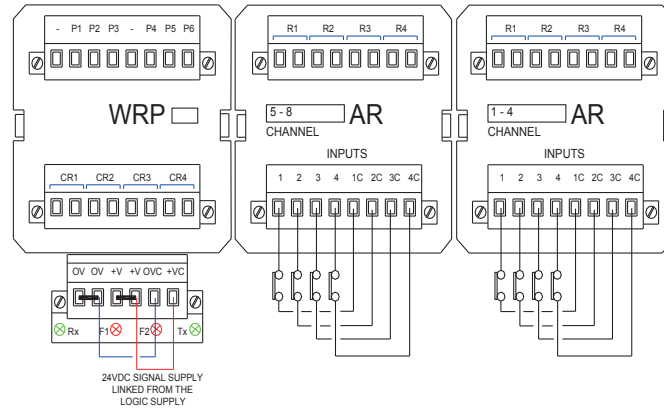 - P1 P2 P3 - P4 P5 P6
WRP
CR1 CR2 CR3 CR4
OV OV +V +V OVC +VC
Rx F1 F2 Tx
24VDC SIGNAL SUPPLY
LINKED FROM THE
LOGIC SUPPLY
R1 R2 R3 R4
5 - 8 AR
CHANNEL
INPUTS
1 2 3 4 1C 2C 3C 4C
R1 R2 R3 R4
1 - 4 AR
CHANNEL
INPUTS
1 2 3 4 1C 2C 3C 4C